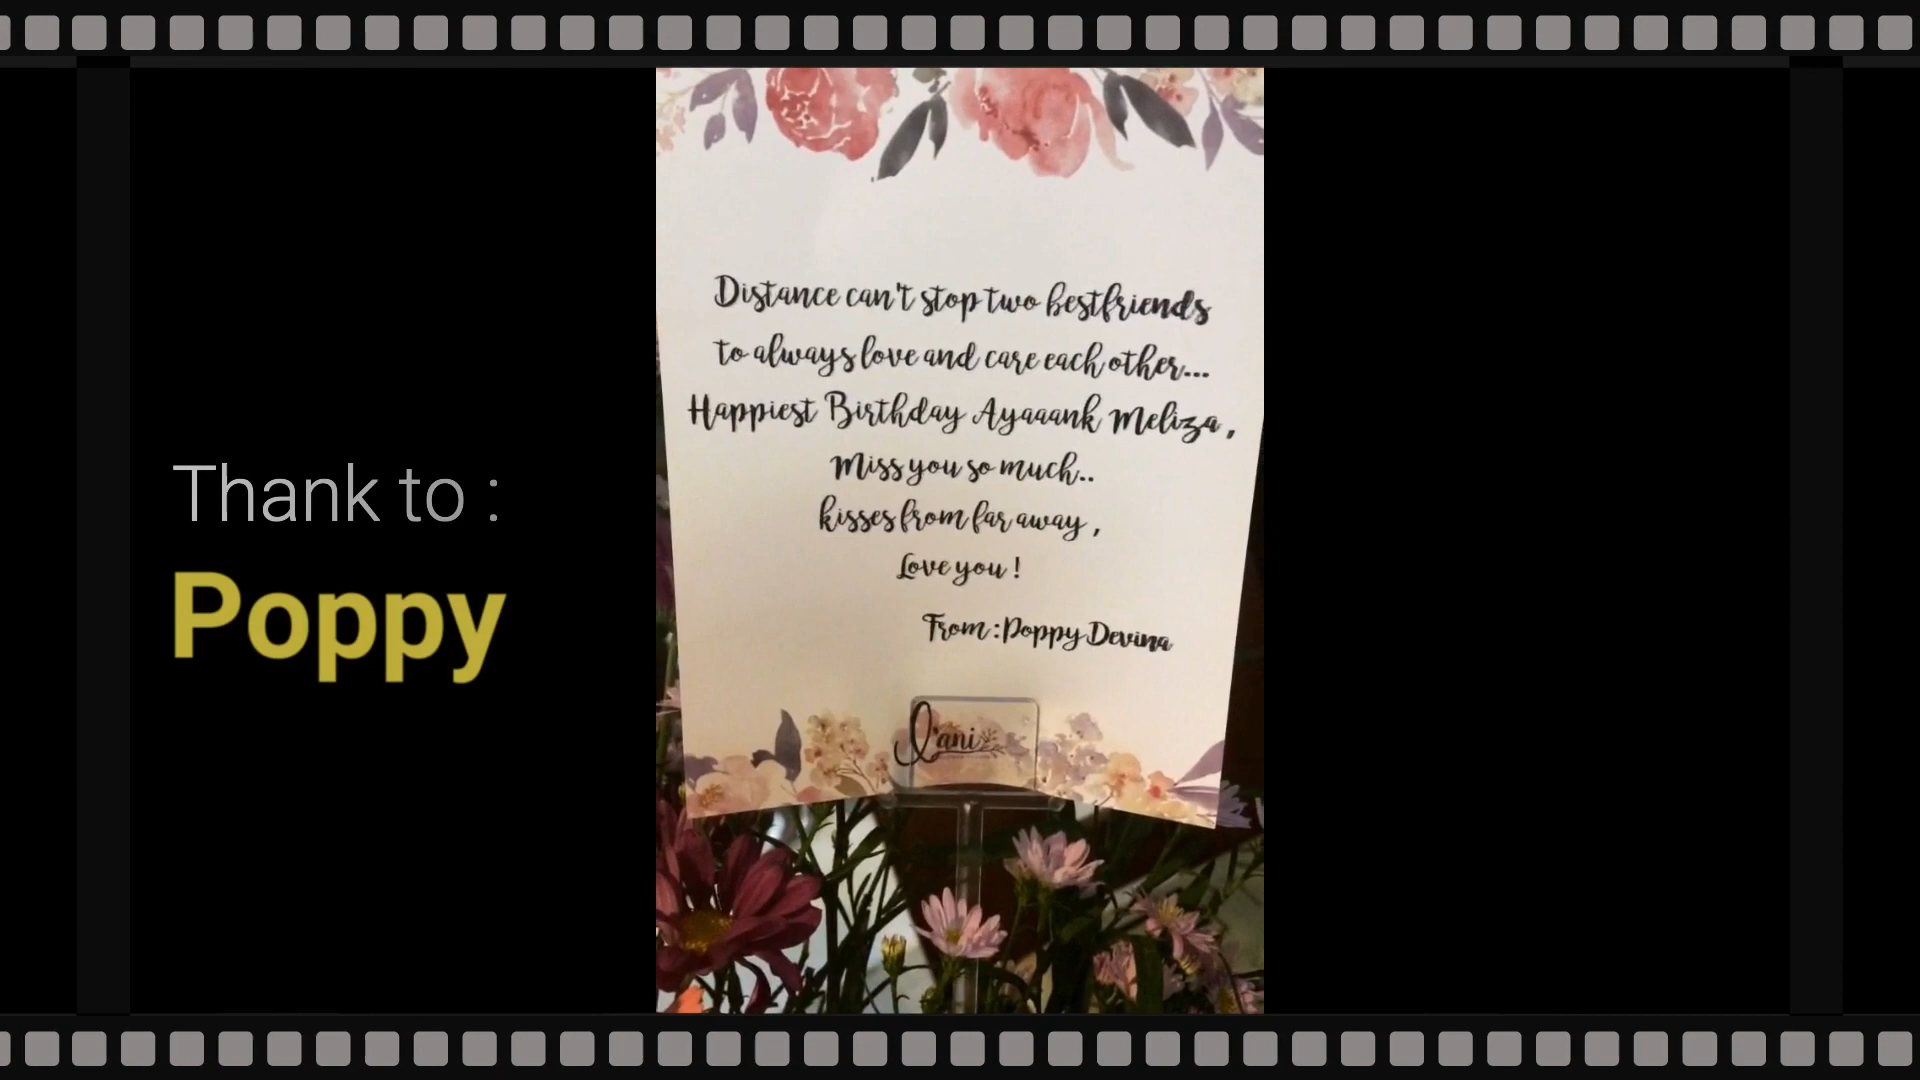 Thank to :
Poppy
Distance can't stop two bestfriends
to always love and care each other...
Happiest Birthday Ayaaank Meliza ,
Miss you so much..
kisses from far away ,
Love you !
From : Poppy Devina